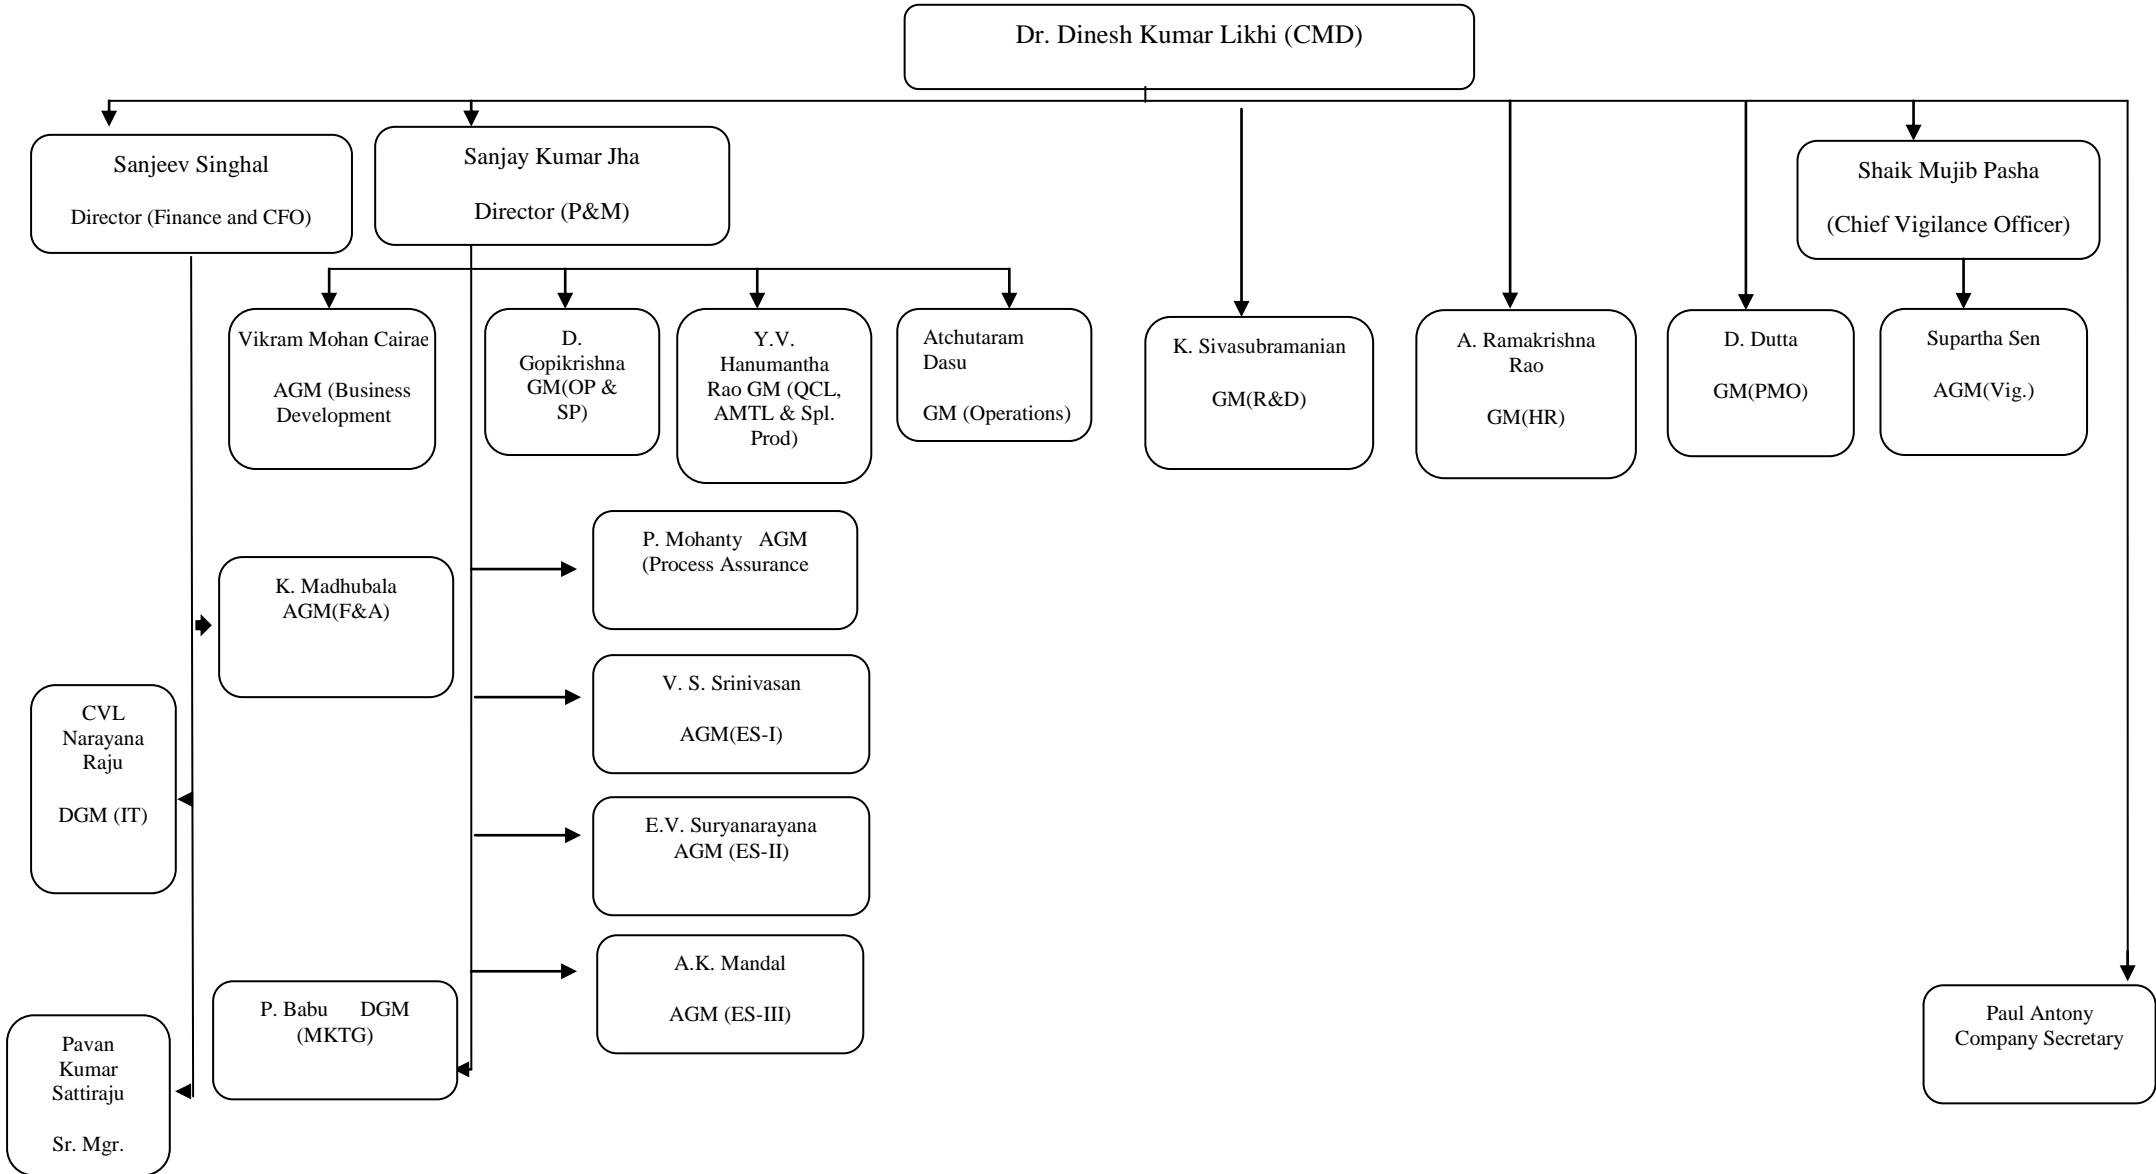 Dr. Dinesh Kumar Likhi (CMD)
Sanjeev Singhal
Director (Finance and CFO)
Sanjay Kumar Jha
Director (P&M)
Shaik Mujib Pasha
(Chief Vigilance Officer)
Vikram Mohan Cairae
AGM (Business
Development
D.
Gopikrishna
GM(OP &
SP)
Y.V.
Hanumantha
Rao GM (QCL,
AMTL & Spl.
Prod)
Atchutaram
Dasu
GM (Operations)
K. Sivasubramanian
GM(R&D)
A. Ramakrishna
Rao
GM(HR)
D. Dutta
GM(PMO)
Supartha Sen
AGM(Vig.)
P. Mohanty AGM
(Process Assurance
K. Madhubala
AGM(F&A)
V. S. Srinivasan
AGM(ES-I)
CVL
Narayana
Raju
DGM (IT)
E.V. Suryanarayana
AGM (ES-II)
A.K. Mandal
AGM (ES-III)
P. Babu DGM
(MKTG)
Paul Antony
Company Secretary
Pavan
Kumar
Sattiraju
Sr. Mgr.